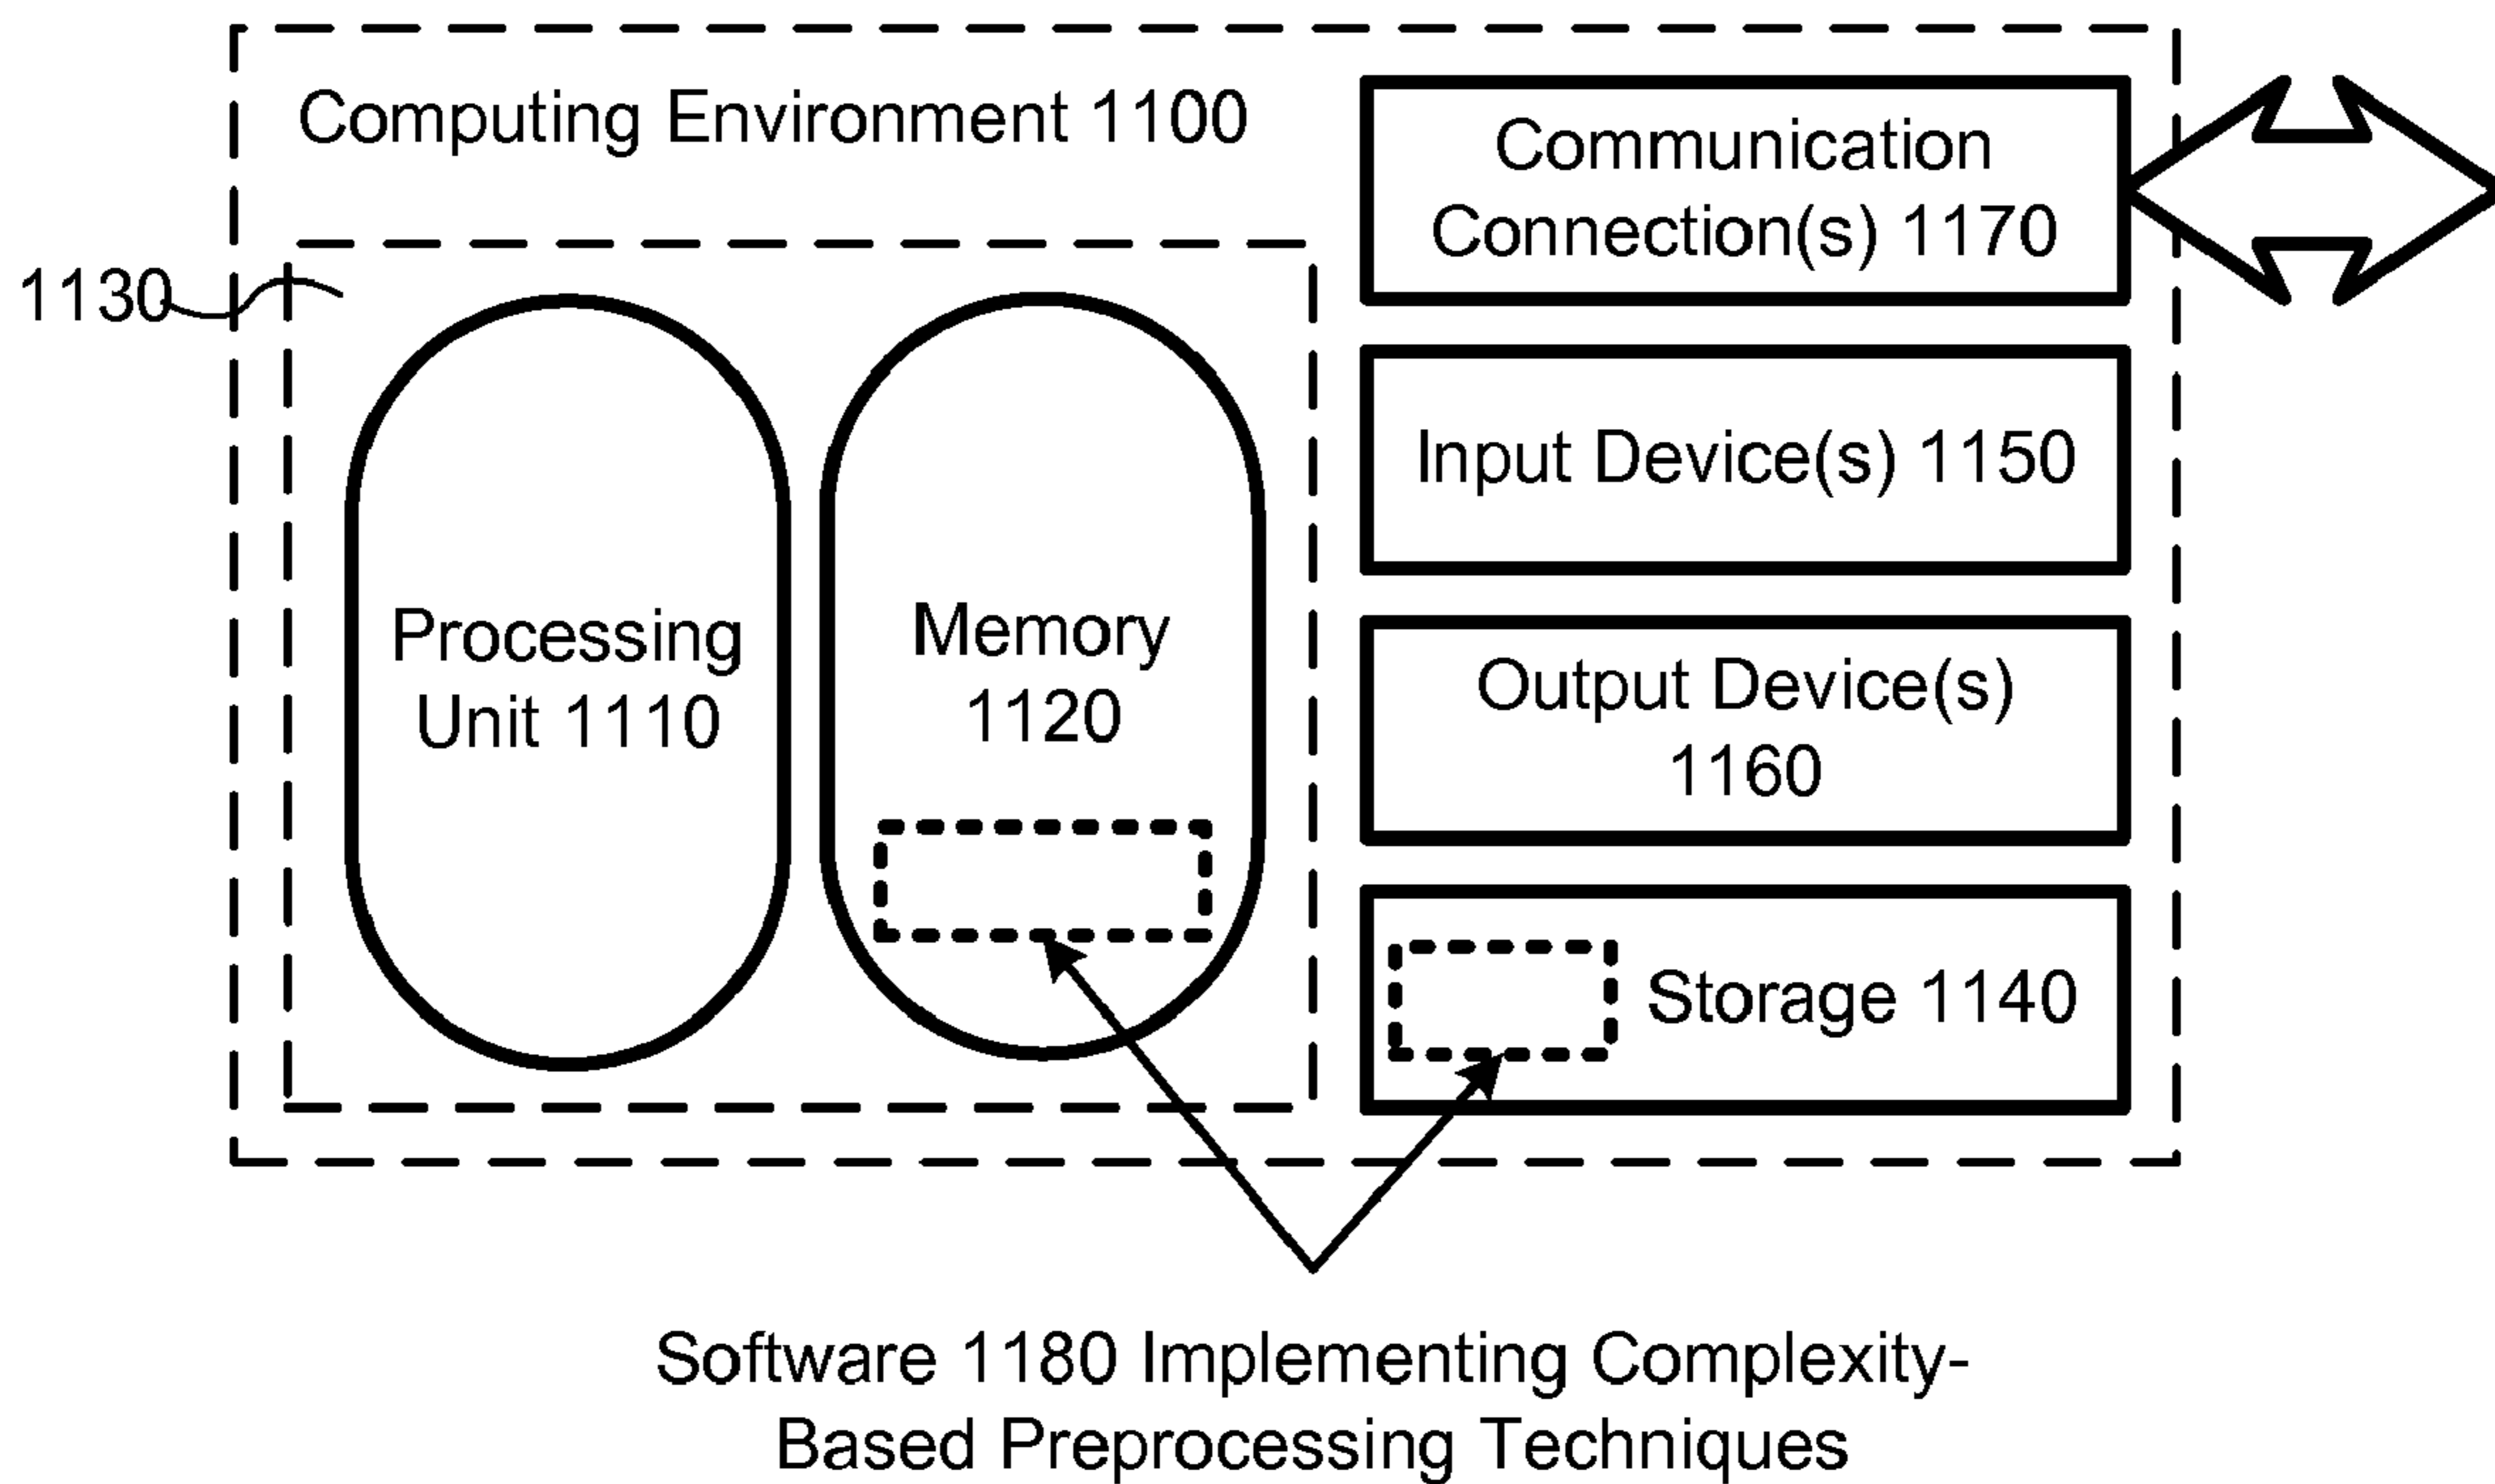 Computing Environment 1100
Communication
Connection(s) 1170
1130
Input Device(s) 1150
Processing
Unit 1110
Memory
1120
Output Device(s)
1160
Storage 1140
Software 1180 Implementing Complexity-
Based Preprocessing Techniques